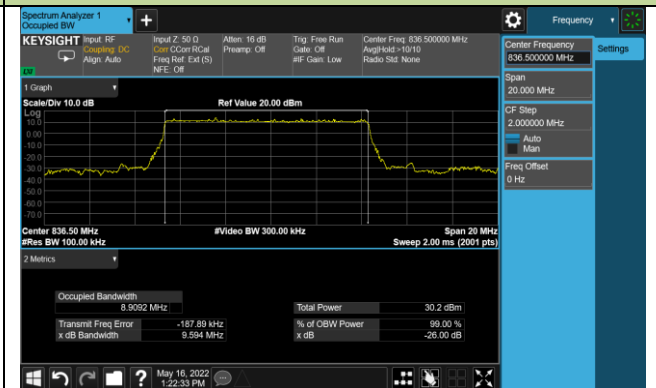 Spectrum Analyzer 1
Occupied BW
Frequency
KEYSIGHT
Input: RF
Coupling: DC
Align: Auto
Input Z: 50 Ω
Corr CCorr RCal
Freq Ref: Ext (S)
NFE: Off
Atten: 16 dB
Preamp: Off
Trig: Free Run
Gate: Off
#IF Gain: Low
Center Freq: 836.500000 MHz
Avg|Hold:>10/10
Radio Std: None
Center Frequency
836.500000 MHz
Settings
Span
20.000 MHz
CF Step
2.000000 MHz
Auto
Man
Freq Offset
0 Hz
1 Graph
Scale/Div 10.0 dB
Ref Value 20.00 dBm
Log
10.0
0.00
-10.0
-20.0
-30.0
-40.0
-50.0
-60.0
-70.0
Center 836.50 MHz
#Video BW 300.00 kHz
Span 20 MHz
#Res BW 100.00 kHz
Sweep 2.00 ms (2001 pts)
2 Metrics
Occupied Bandwidth
8.9092 MHz
Total Power
30.2 dBm
Transmit Freq Error
-187.89 kHz
% of OBW Power
99.00 %
x dB Bandwidth
9.594 MHz
x dB
-26.00 dB
?
May 16, 2022
1:22:33 PM